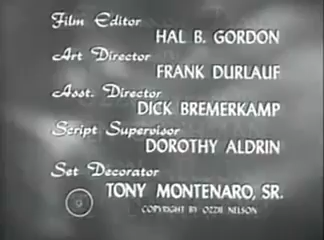 Film Editor
HAL B. GORDON
Art Director
FRANK DURLAUF
Asst. Director
DICK BREMERKAMP
Script Supervisor
DOROTHY ALDRIN
Set Decorator
TONY MONTENARO, SR.
COPYRIGHT BY OZZIE NELSON